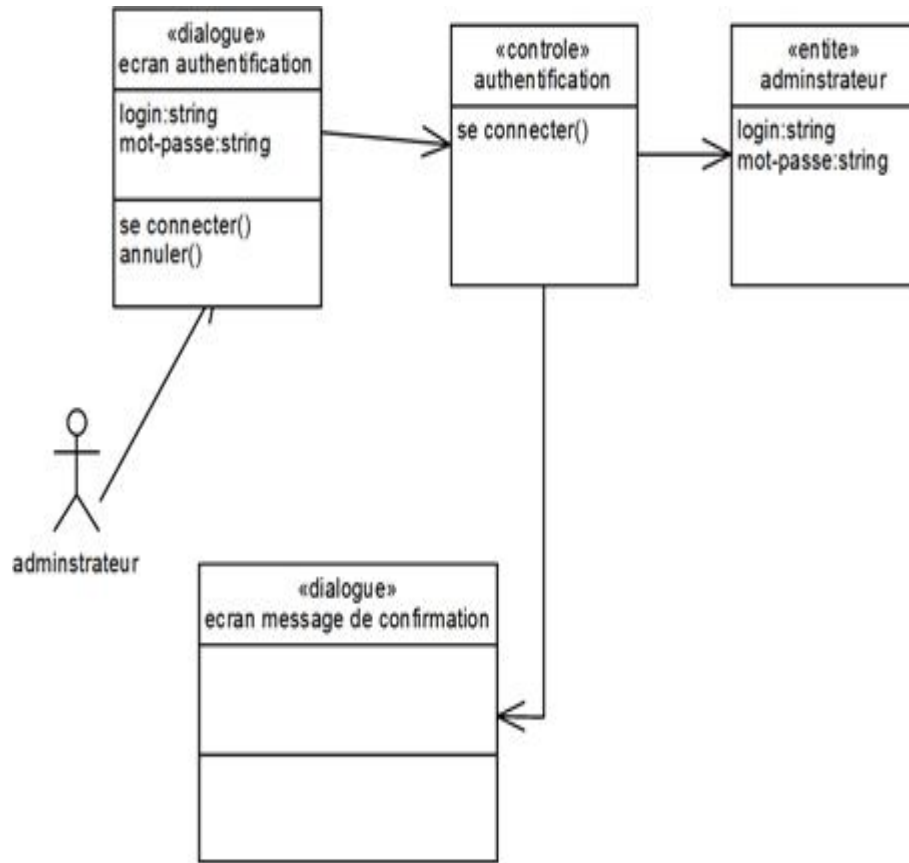 «dialogue»
ecran authentification
login:string
mot-passe:string
se connecter()
annuler()
«controle»
authentification
se connecter()
«entite»
adminstrateur
login:string
mot-passe:string
adminstrateur
«dialogue»
ecran message de confirmation